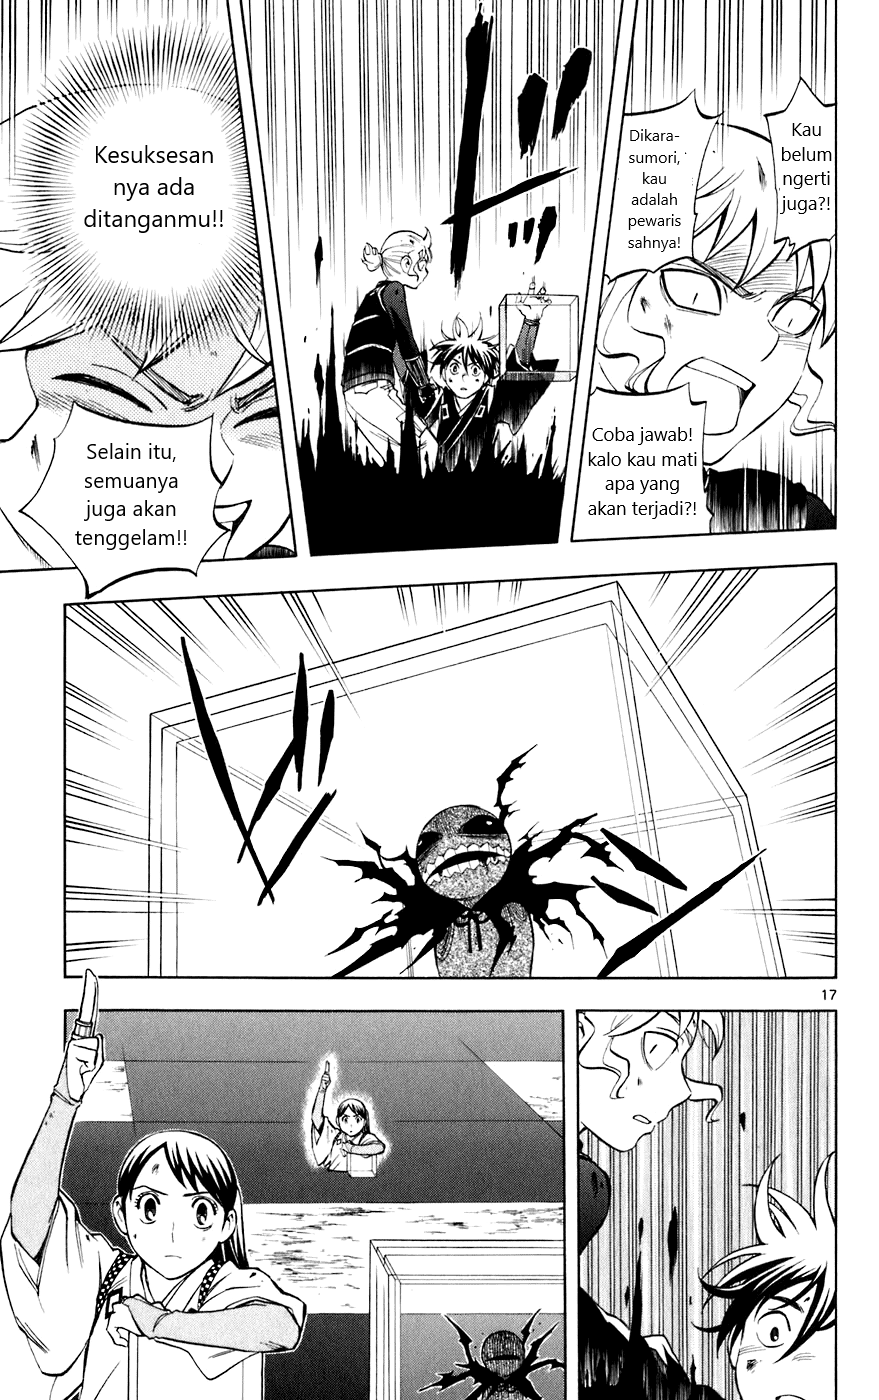 Kau
belum
ngerti
juga?!
Dikara-
sumori,
kau
adalah
pewaris
sahnya!
Coba jawab!
kalo kau mati
apa yang
akan terjadi?!
Kesuksesan
nya ada
ditanganmu!!
Selain itu,
semuanya
juga akan
tenggelam!!
17